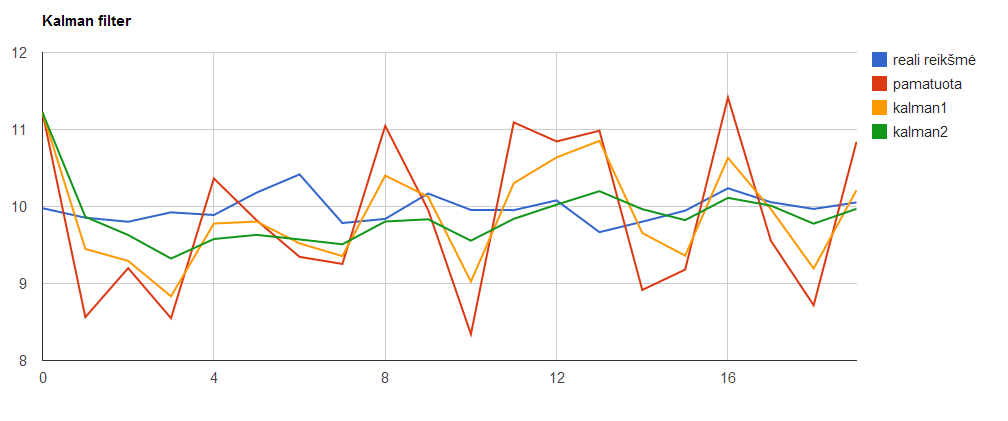 Kalman filter
12
11
10
9
8
0
4
8
12
16
reali reikšmė
pamatuota
kalman1
kalman2